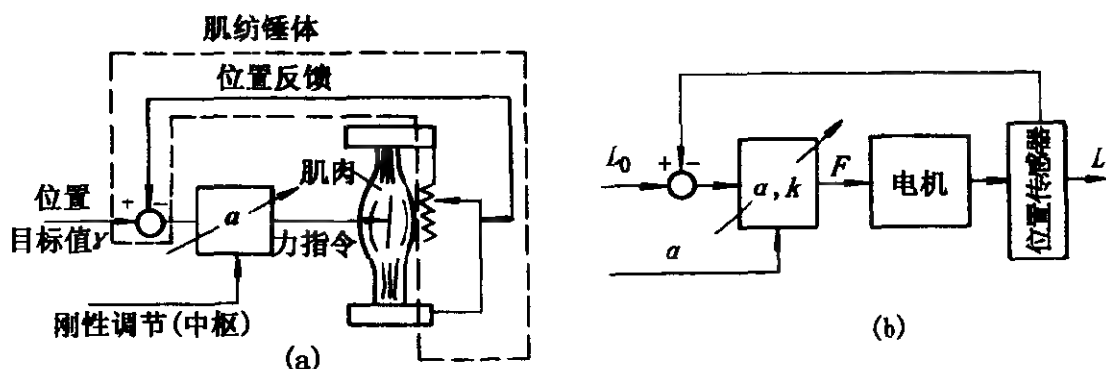 肌纺锤体
位置反馈
肌肉
位置
目标值γ
+ −
a
力指令
刚性调节(中枢)
(a)
L₀
+ −
a, k
F
电机
位置传感器
L
a
(b)